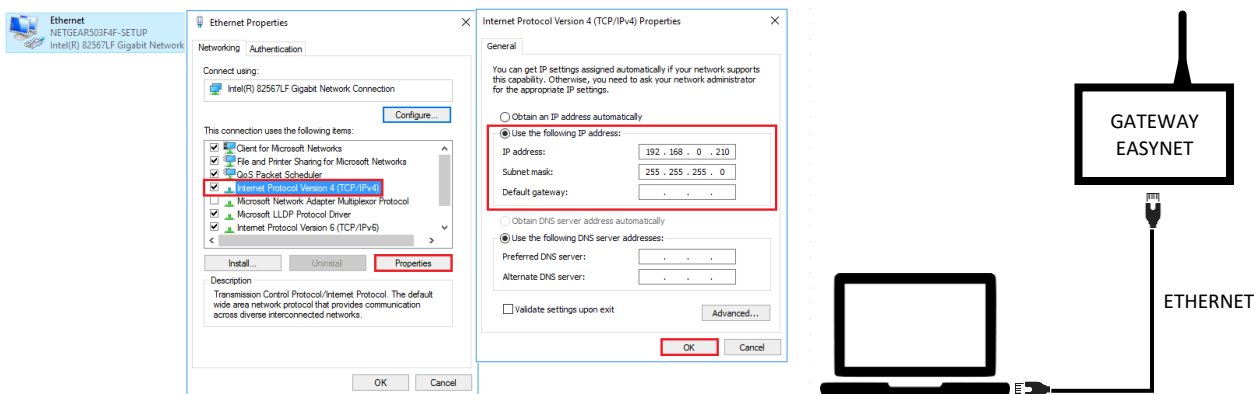 Ethernet
NETGEAR503F4F-SETUP
Intel(R) 82567LF Gigabit Network
Ethernet Properties
Networking
Authentication
Connect using:
Intel(R) 82567LF Gigabit Network Connection
Configure...
This connection uses the following items:
Client for Microsoft Networks
File and Printer Sharing for Microsoft Networks
QoS Packet Scheduler
Internet Protocol Version 4 (TCP/IPv4)
Microsoft Network Adapter Multiplexor Protocol
Microsoft LLDP Protocol Driver
Internet Protocol Version 6 (TCP/IPv6)
Install...
Uninstall
Properties
Description
Transmission Control Protocol/Internet Protocol. The default
wide area network protocol that provides communication
across diverse interconnected networks.
OK
Cancel
Internet Protocol Version 4 (TCP/IPv4) Properties
General
You can get IP settings assigned automatically if your network supports
this capability. Otherwise, you need to ask your network administrator
for the appropriate IP settings.
Obtain an IP address automatically
Use the following IP address:
IP address: 192 . 168 . 0 . 210
Subnet mask: 255 . 255 . 255 . 0
Default gateway: . . .
Obtain DNS server address automatically
Use the following DNS server addresses:
Preferred DNS server: . . .
Alternate DNS server: . . .
Validate settings upon exit
Advanced...
OK
Cancel
GATEWAY
EASYNET
ETHERNET